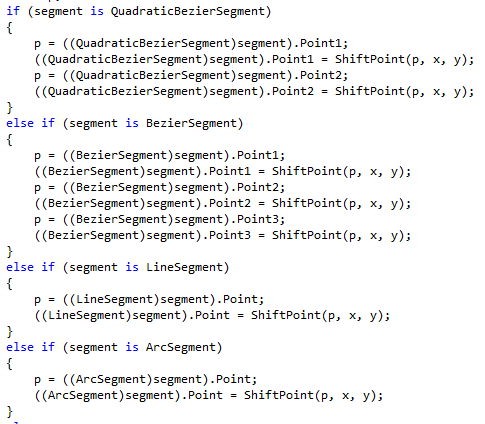 if (segment is QuadraticBezierSegment)
{
    p = ((QuadraticBezierSegment)segment).Point1;
    ((QuadraticBezierSegment)segment).Point1 = ShiftPoint(p, x, y);
    p = ((QuadraticBezierSegment)segment).Point2;
    ((QuadraticBezierSegment)segment).Point2 = ShiftPoint(p, x, y);
}
else if (segment is BezierSegment)
{
    p = ((BezierSegment)segment).Point1;
    ((BezierSegment)segment).Point1 = ShiftPoint(p, x, y);
    p = ((BezierSegment)segment).Point2;
    ((BezierSegment)segment).Point2 = ShiftPoint(p, x, y);
    p = ((BezierSegment)segment).Point3;
    ((BezierSegment)segment).Point3 = ShiftPoint(p, x, y);
}
else if (segment is LineSegment)
{
    p = ((LineSegment)segment).Point;
    ((LineSegment)segment).Point = ShiftPoint(p, x, y);
}
else if (segment is ArcSegment)
{
    p = ((ArcSegment)segment).Point;
    ((ArcSegment)segment).Point = ShiftPoint(p, x, y);
}